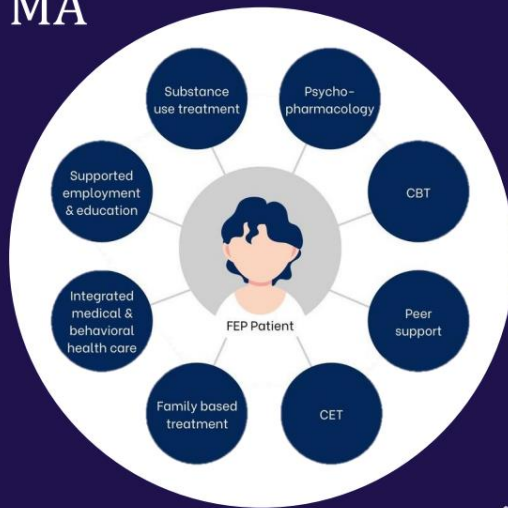 MA
Substance
use treatment
Psycho-
pharmacology
Supported
employment
& education
CBT
Integrated
medical &
behavioral
health care
FEP Patient
Peer
support
Family based
treatment
CET